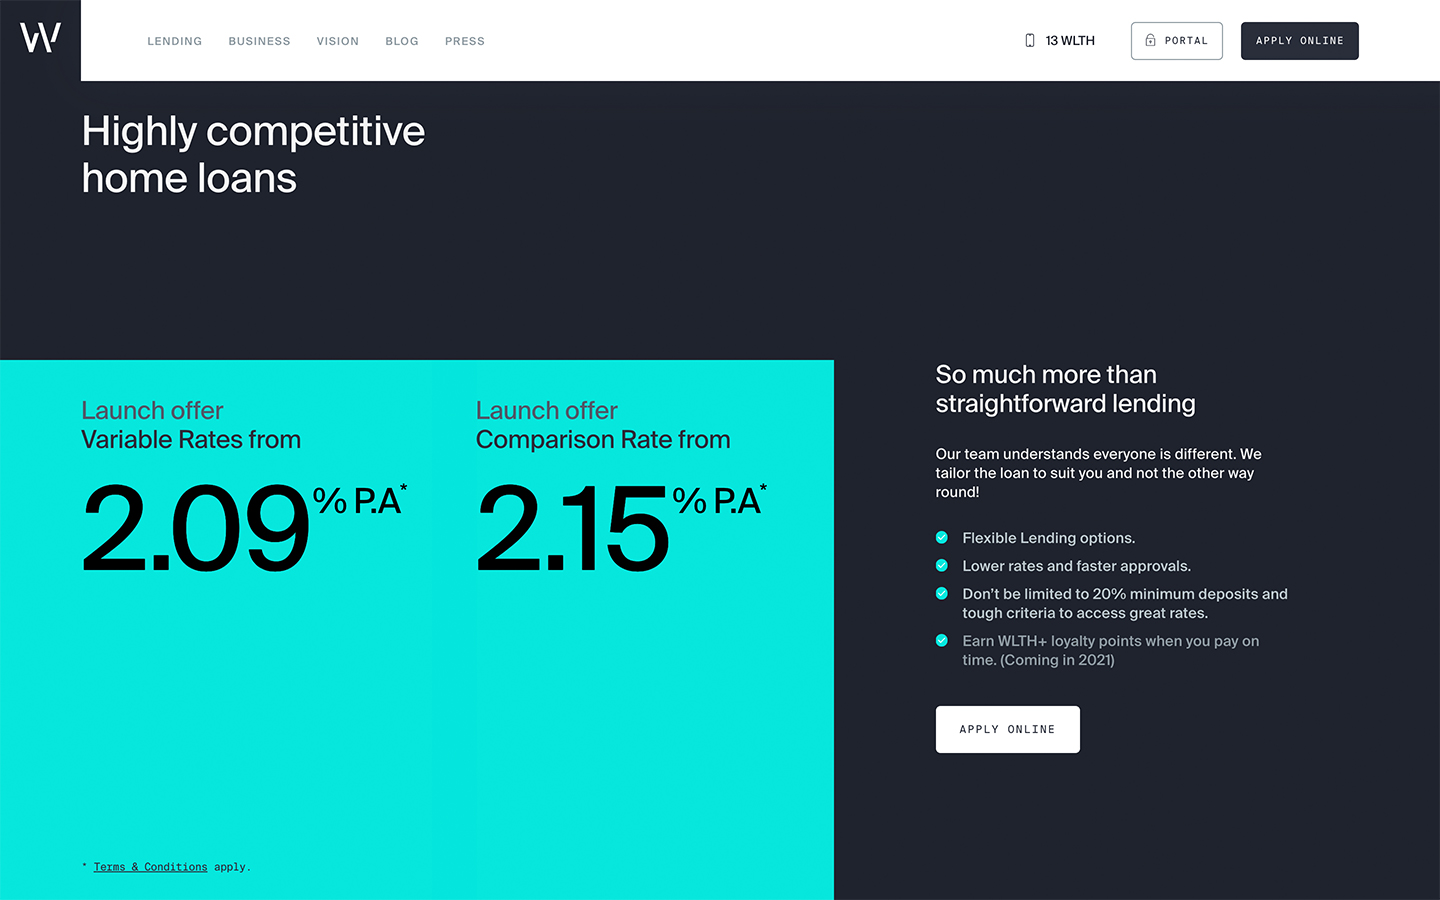 W
LENDING
BUSINESS
VISION
BLOG
PRESS
13 WLTH
PORTAL
APPLY ONLINE
Highly competitive
home loans
Launch offer
Variable Rates from
2.09% P.A*
Launch offer
Comparison Rate from
2.15% P.A*
* Terms & Conditions apply.
So much more than
straightforward lending
Our team understands everyone is different. We
tailor the loan to suit you and not the other way
round!
Flexible Lending options.
Lower rates and faster approvals.
Don’t be limited to 20% minimum deposits and
tough criteria to access great rates.
Earn WLTH+ loyalty points when you pay on
time. (Coming in 2021)
APPLY ONLINE